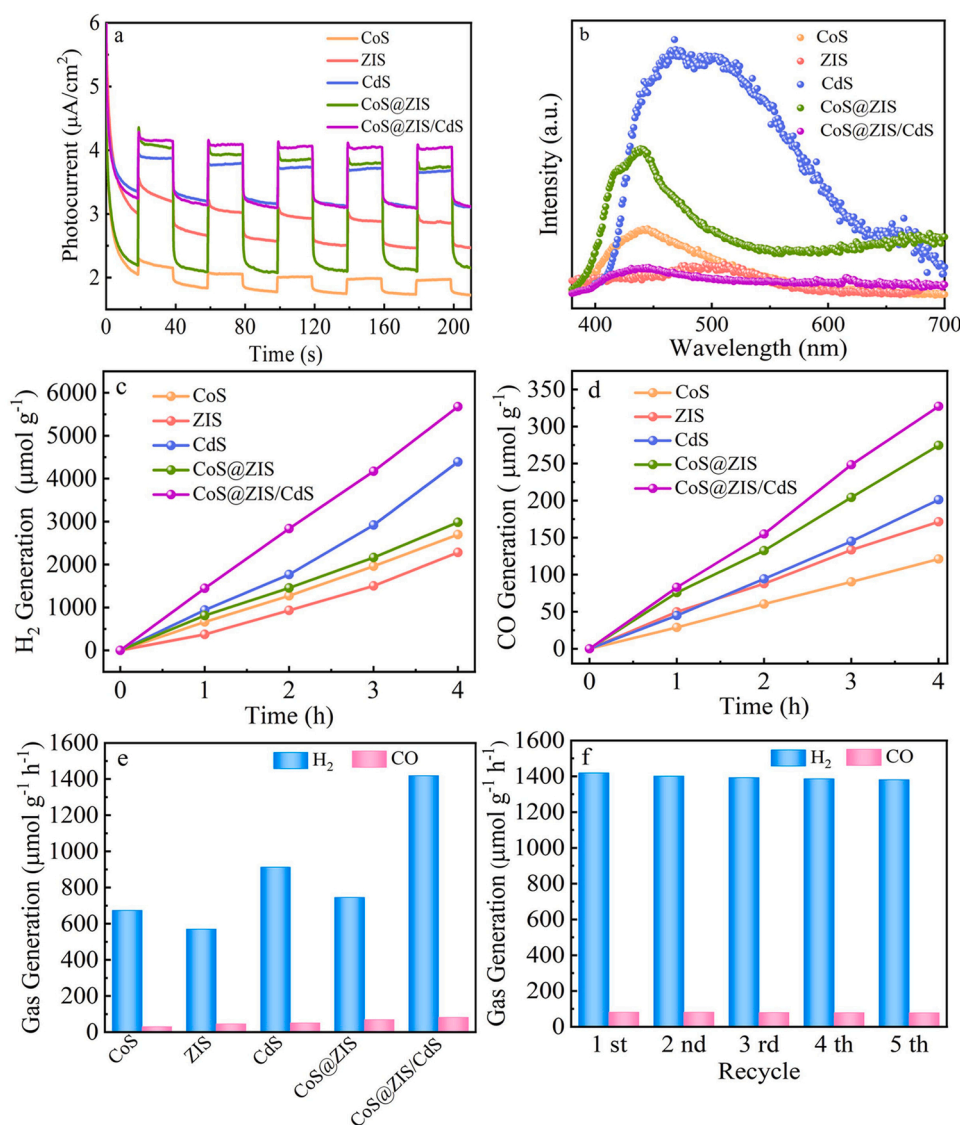 a
Photocurrent (μA/cm²)
6
5
4
3
2
0 40 80 120 160 200
Time (s)
CoS
ZIS
CdS
CoS@ZIS
CoS@ZIS/CdS
b
Intensity (a.u.)
400 500 600 700
Wavelength (nm)
CoS
ZIS
CdS
CoS@ZIS
CoS@ZIS/CdS
c
H₂ Generation (μmol g⁻¹)
6000
5000
4000
3000
2000
1000
0
0 1 2 3 4
Time (h)
CoS
ZIS
CdS
CoS@ZIS
CoS@ZIS/CdS
d
CO Generation ( μmol g⁻¹)
350
300
250
200
150
100
50
0
0 1 2 3 4
Time (h)
CoS
ZIS
CdS
CoS@ZIS
CoS@ZIS/CdS
e
H₂ CO
Gas Generation (μmol g⁻¹ h⁻¹)
1600
1400
1200
1000
800
600
400
200
0
CoS
ZIS
CdS
CoS@ZIS
CoS@ZIS/CdS
f
H₂ CO
Gas Generation (μmol g⁻¹ h⁻¹)
1600
1400
1200
1000
800
600
400
200
0
1 st 2 nd 3 rd 4 th 5 th
Recycle